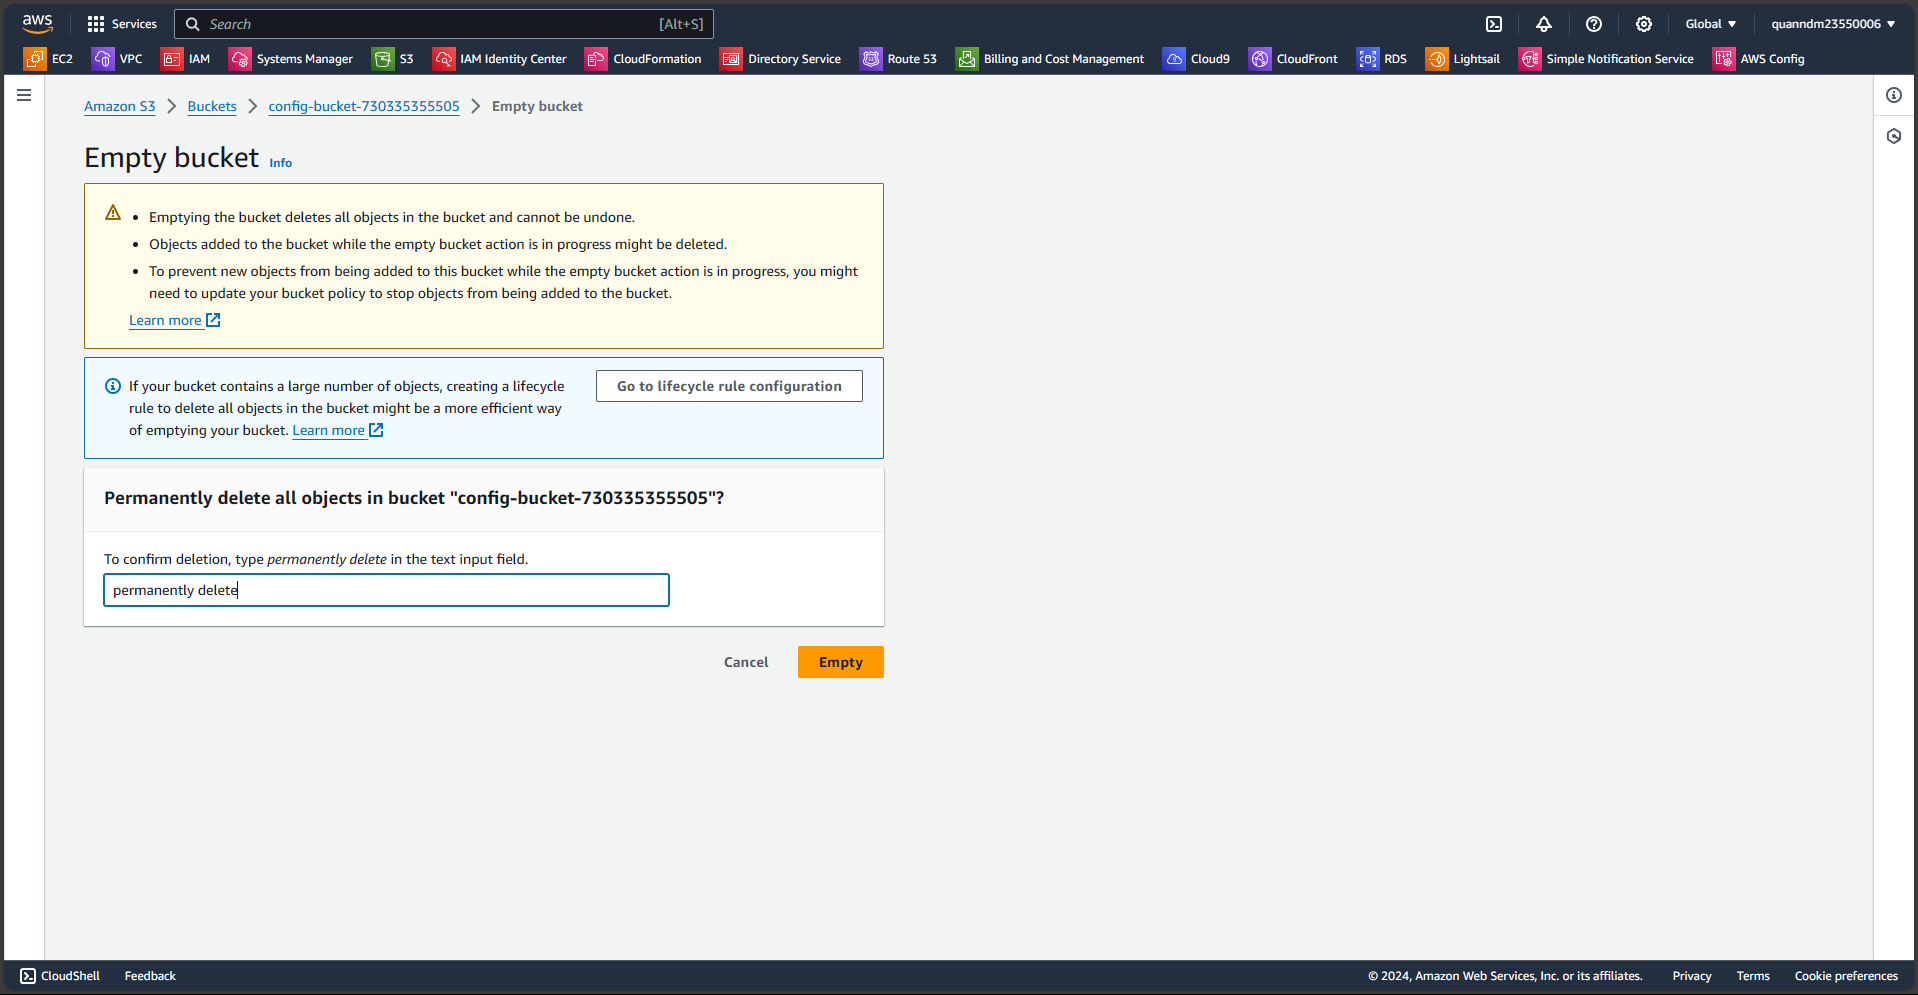 aws
Services
Search [Alt+S]
Global
quanndm23550006
EC2 VPC IAM Systems Manager S3 IAM Identity Center CloudFormation Directory Service Route 53 Billing and Cost Management Cloud9 CloudFront RDS Lightsail Simple Notification Service AWS Config
Amazon S3 > Buckets > config-bucket-730335355505 > Empty bucket
Empty bucket Info
• Emptying the bucket deletes all objects in the bucket and cannot be undone.
• Objects added to the bucket while the empty bucket action is in progress might be deleted.
• To prevent new objects from being added to this bucket while the empty bucket action is in progress, you might
need to update your bucket policy to stop objects from being added to the bucket.
Learn more
If your bucket contains a large number of objects, creating a lifecycle
rule to delete all objects in the bucket might be a more efficient way
of emptying your bucket. Learn more
Go to lifecycle rule configuration
Permanently delete all objects in bucket "config-bucket-730335355505"?
To confirm deletion, type permanently delete in the text input field.
permanently delete
Cancel
Empty
CloudShell
Feedback
© 2024, Amazon Web Services, Inc. or its affiliates.
Privacy
Terms
Cookie preferences